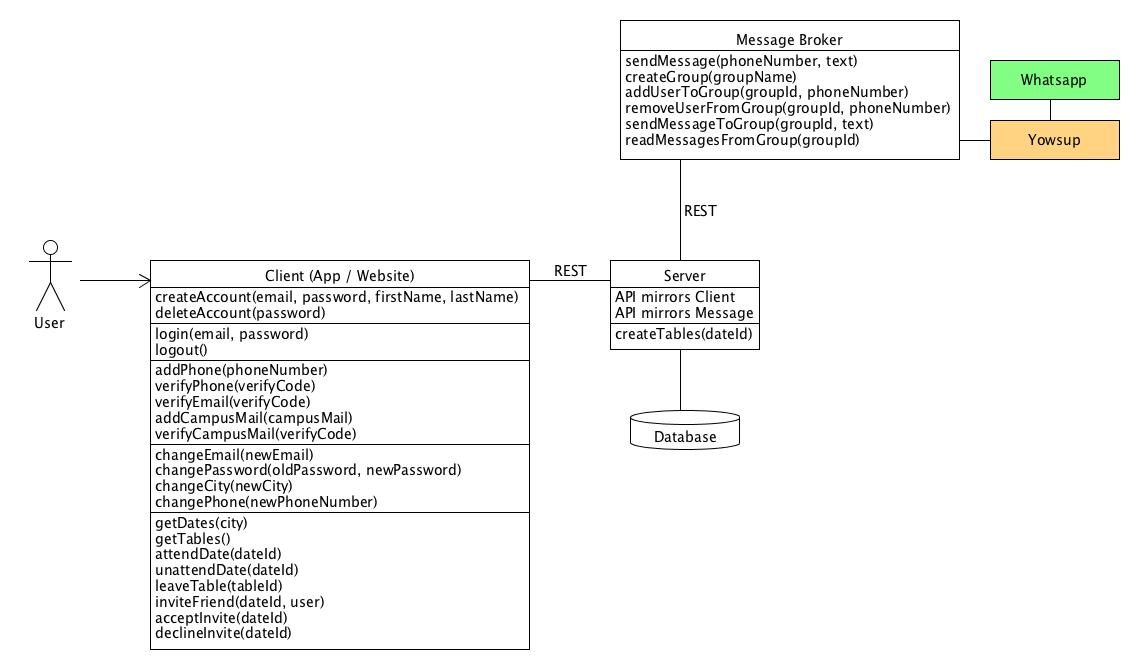 Message Broker
sendMessage(phoneNumber, text)
createGroup(groupName)
addUserToGroup(groupId, phoneNumber)
removeUserFromGroup(groupId, phoneNumber)
sendMessageToGroup(groupId, text)
readMessagesFromGroup(groupId)
Whatsapp
Yowsup
REST
User
Client (App / Website)
createAccount(email, password, firstName, lastName)
deleteAccount(password)
login(email, password)
logout()
addPhone(phoneNumber)
verifyPhone(verifyCode)
verifyEmail(verifyCode)
addCampusMail(campusMail)
verifyCampusMail(verifyCode)
changeEmail(newEmail)
changePassword(oldPassword, newPassword)
changeCity(newCity)
changePhone(newPhoneNumber)
getDates(city)
getTables()
attendDate(dateId)
unattendDate(dateId)
leaveTable(tableId)
inviteFriend(dateId, user)
acceptInvite(dateId)
declineInvite(dateId)
REST
Server
API mirrors Client
API mirrors Message
createTables(dateId)
Database